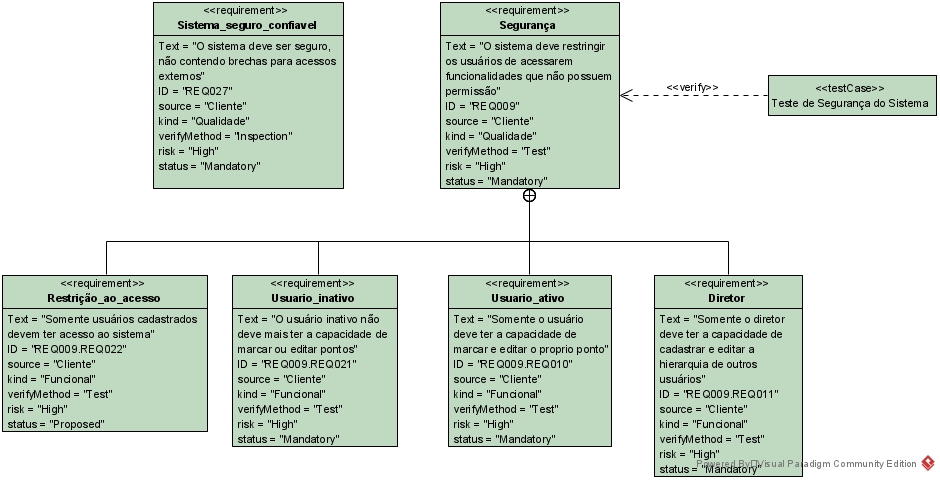 <<requirement>>
Sistema_seguro_confiavel
Text = "O sistema deve ser seguro,
não contendo brechas para acessos
externos"
ID = "REQ027"
source = "Cliente"
kind = "Qualidade"
verifyMethod = "Inspection"
risk = "High"
status = "Mandatory"
<<requirement>>
Segurança
Text = "O sistema deve restringir
os usuários de acessarem
funcionalidades que não possuem
permissão"
ID = "REQ009"
source = "Cliente"
kind = "Qualidade"
verifyMethod = "Test"
risk = "High"
status = "Mandatory"
<<verify>>
<<testCase>>
Teste de Segurança do Sistema
<<requirement>>
Restrição_ao_acesso
Text = "Somente usuários cadastrados
devem ter acesso ao sistema"
ID = "REQ009.REQ022"
source = "Cliente"
kind = "Funcional"
verifyMethod = "Test"
risk = "High"
status = "Proposed"
<<requirement>>
Usuario_inativo
Text = "O usuário inativo não
deve mais ter a capacidade de
marcar ou editar pontos"
ID = "REQ009.REQ021"
source = "Cliente"
kind = "Funcional"
verifyMethod = "Test"
risk = "High"
status = "Mandatory"
<<requirement>>
Usuario_ativo
Text = "Somente o usuário
deve ter a capacidade de
marcar e editar o proprio ponto"
ID = "REQ009.REQ010"
source = "Cliente"
kind = "Funcional"
verifyMethod = "Test"
risk = "High"
status = "Mandatory"
<<requirement>>
Diretor
Text = "Somente o diretor
deve ter a capacidade de
cadastrar e editar a
hierarquia de outros
usuários"
ID = "REQ009.REQ011"
source = "Cliente"
kind = "Funcional"
verifyMethod = "Test"
risk = "High"
status = "Mandatory"
Powered By Visual Paradigm Community Edition